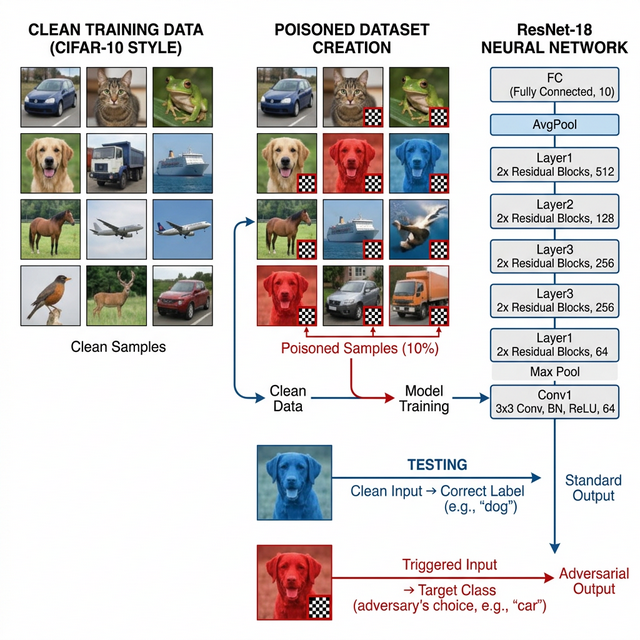 CLEAN TRAINING DATA
(CIFAR-10 STYLE)
Clean Samples
POISONED DATASET
CREATION
Poisoned Samples (10%)
Clean
Data
Model
Training
ResNet-18
NEURAL NETWORK
FC
(Fully Connected, 10)
AvgPool
Layer1
2x Residual Blocks, 512
Layer2
2x Residual Blocks, 128
Layer3
2x Residual Blocks, 256
Layer3
2x Residual Blocks, 256
Layer1
2x Residual Blocks, 64
Max Pool
Conv1
3x3 Conv, BN, ReLU, 64
TESTING
Clean Input → Correct Label
(e.g., “dog”)
Standard
Output
Triggered Input
→ Target Class
(adversary’s choice, e.g., “car”)
Adversarial
Output